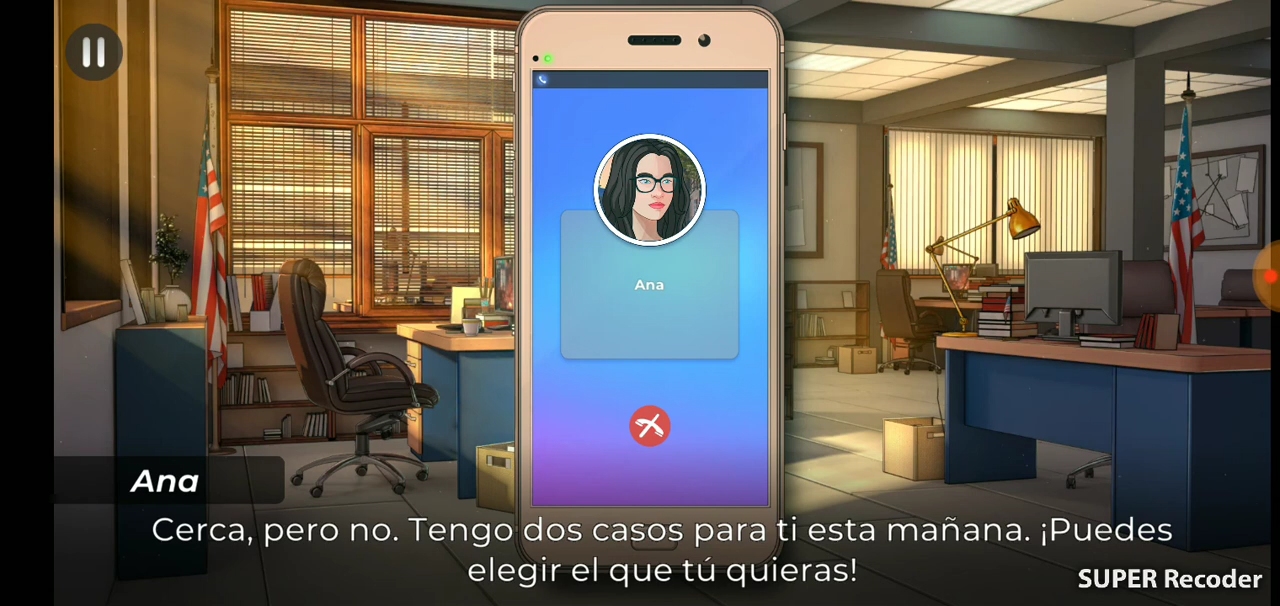 Ana
Ana
Cerca, pero no. Tengo dos casos para ti esta mañana. ¡Puedes
elegir el que tú quieras!
SUPER Recoder